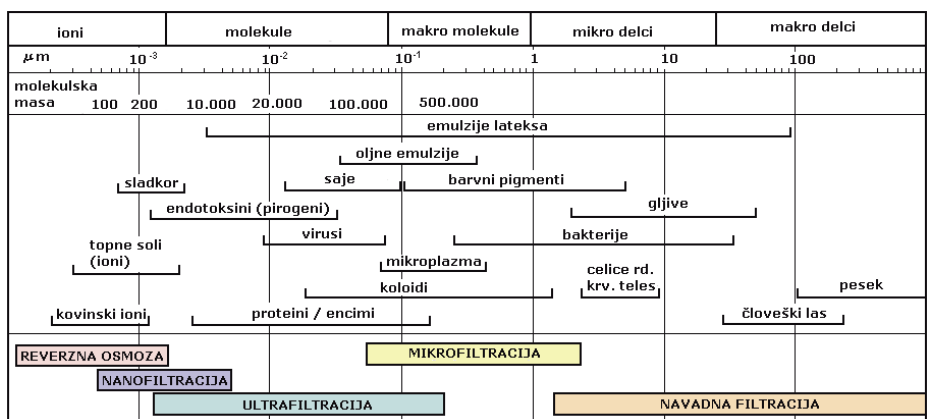 ioni molekule makro molekule mikro delci makro delci
μm 10⁻³ 10⁻² 10⁻¹ 1 10 100
molekulska
masa 100 200 10.000 20.000 100.000 500.000
emulzije lateksa
oljne emulzije
sladkor saje barvni pigmenti
endotoksini (pirogeni) gljive
virusi bakterije
topne soli
(ioni) mikroplazma celice rd.
koloidi krv. teles pesek
kovinski ioni proteini / encimi človeški las
REVERZNA OSMOZA MIKROFILTRACIJA
NANOFILTRACIJA
ULTRAFILTRACIJA NAVADNA FILTRACIJA